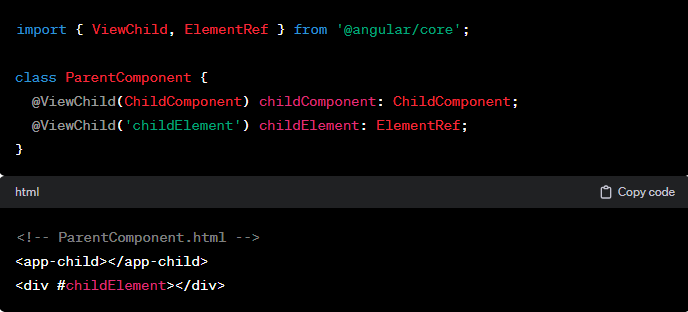 import { ViewChild, ElementRef } from '@angular/core';
class ParentComponent {
@ViewChild(ChildComponent) childComponent: ChildComponent;
@ViewChild('childElement') childElement: ElementRef;
}
html
Copy code
<!-- ParentComponent.html -->
<app-child></app-child>
<div #childElement></div>